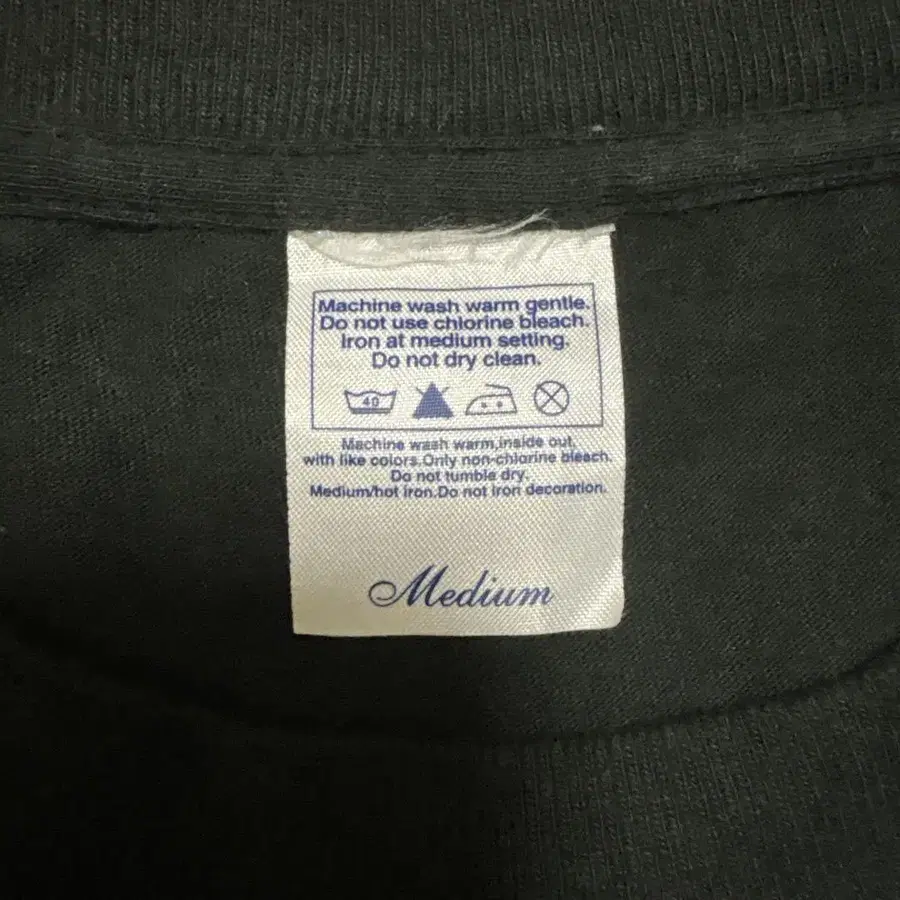 Machine wash warm gentle.
Do not use chlorine bleach.
Iron at medium setting.
Do not dry clean.
40
Machine wash warm,inside out,
with like colors.Only non-chlorine bleach.
Do not tumble dry.
Medium/hot iron.Do not iron decoration.
Medium